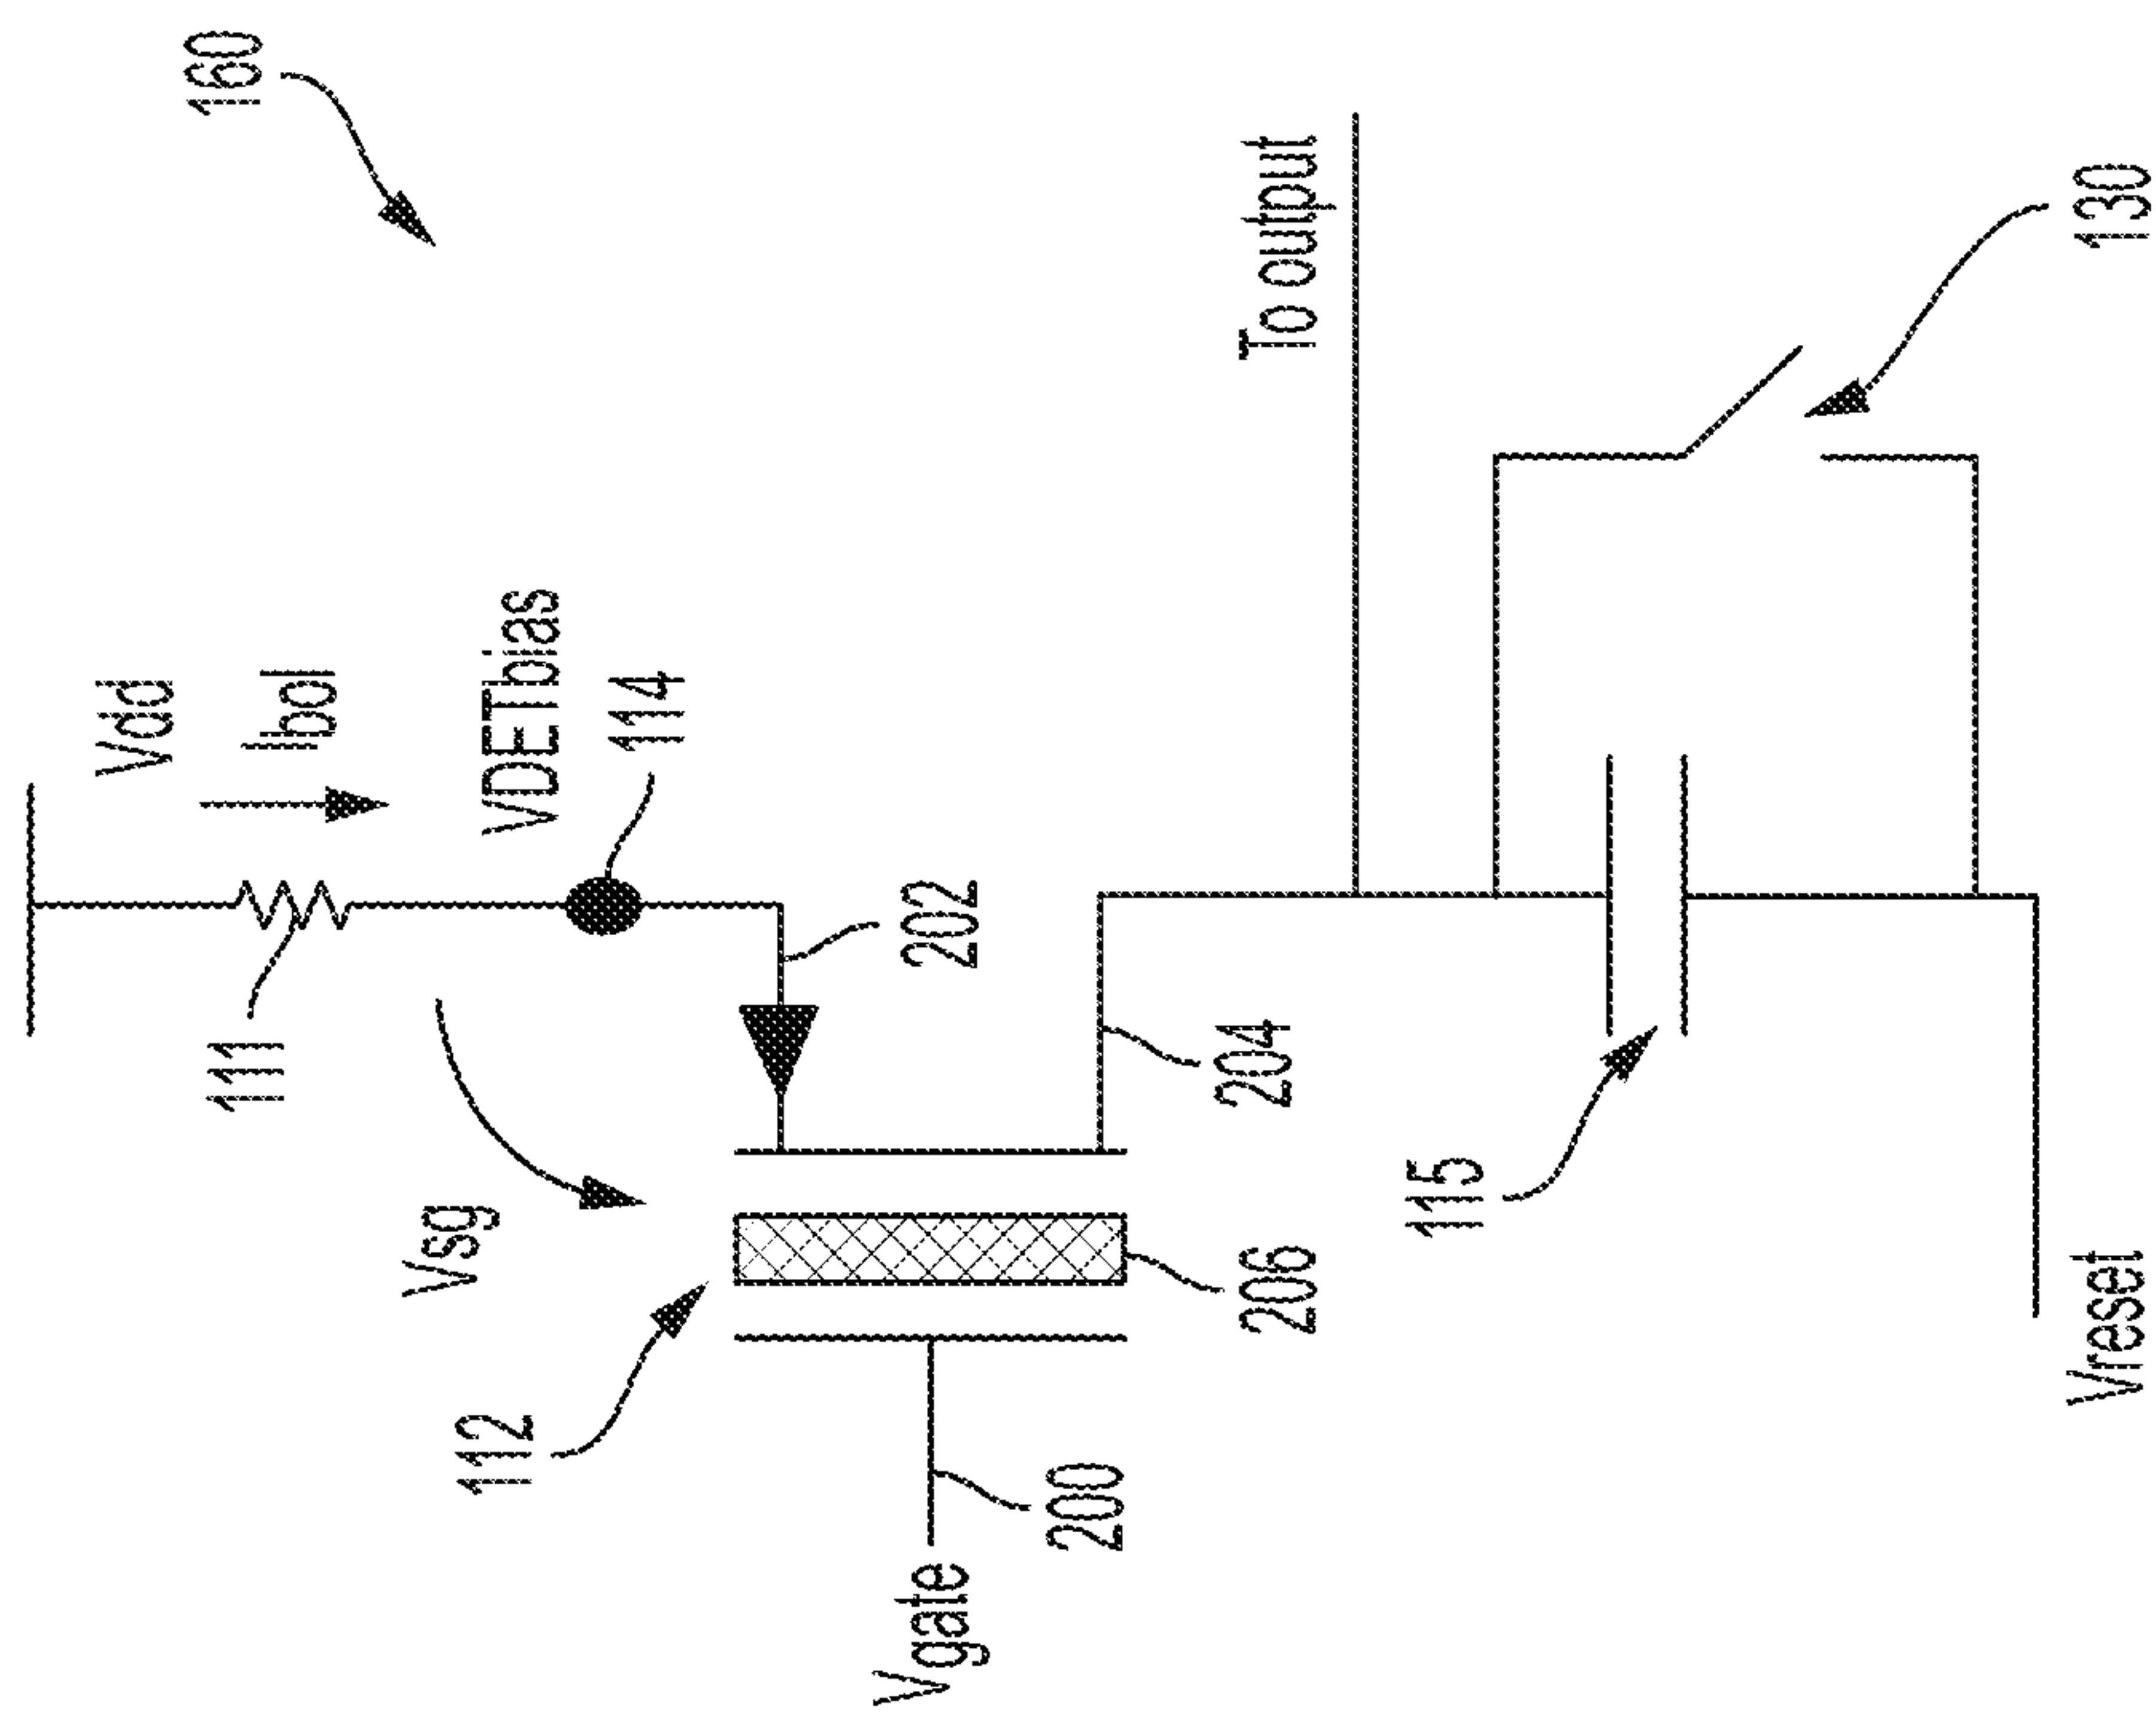 160
Vdd
Ibol
111
VDETbias
114
Vsg
202
112
204
To output
206
200
Vgate
115
130
Vreset